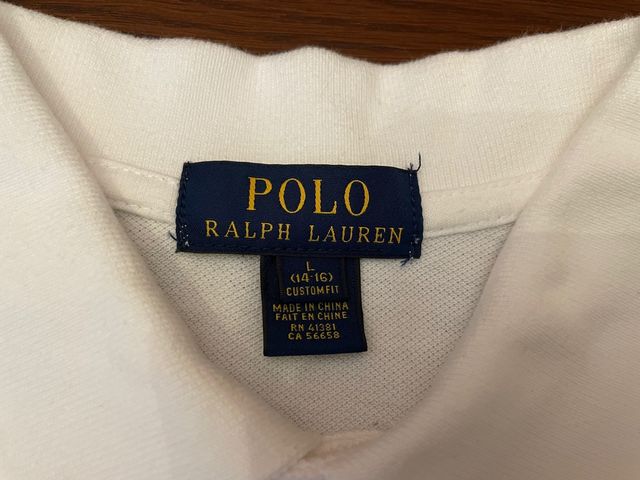 POLO
RALPH LAUREN
L
(14-16)
CUSTOM FIT
MADE IN CHINA
FAIT EN CHINE
RN 41381
CA 56658